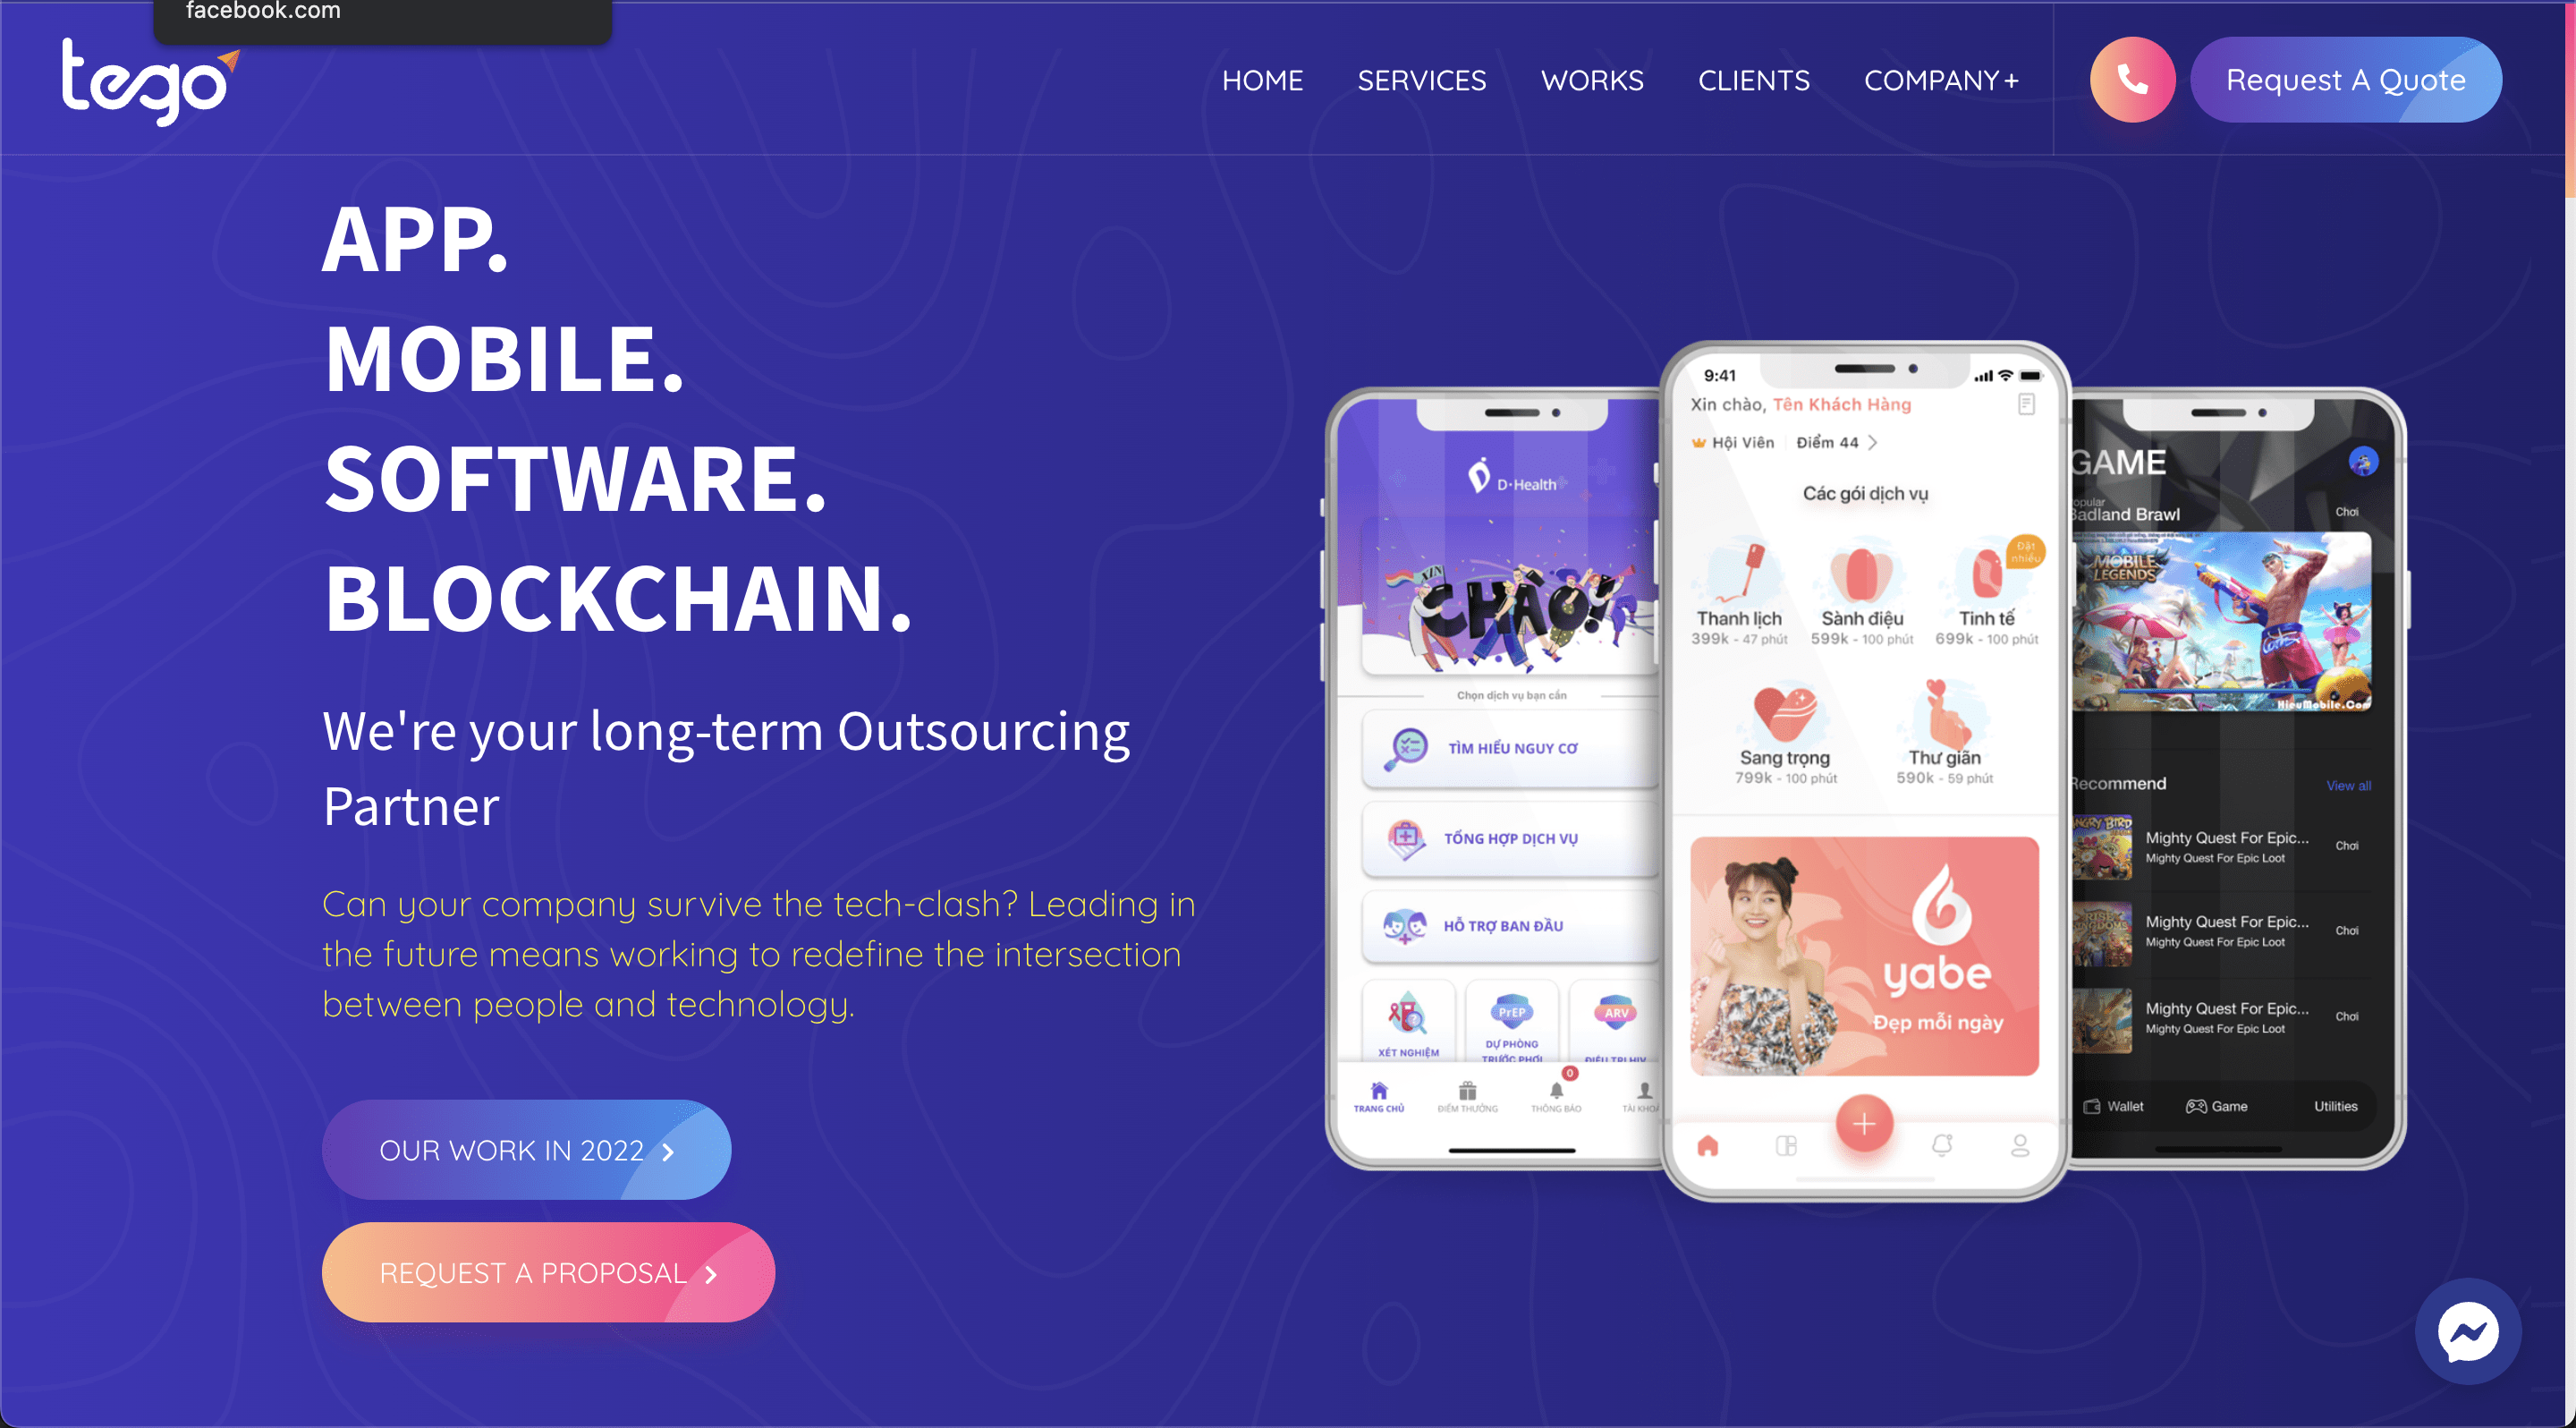 facebook.com
tego
HOME
SERVICES
WORKS
CLIENTS
COMPANY+
Request A Quote
APP.
MOBILE.
SOFTWARE.
BLOCKCHAIN.
We're your long-term Outsourcing
Partner
Can your company survive the tech-clash? Leading in
the future means working to redefine the intersection
between people and technology.
OUR WORK IN 2022
REQUEST A PROPOSAL
D·Health
XIN
CHÀO!
Chọn dịch vụ bạn cần
TÌM HIỂU NGUY CƠ
TỔNG HỢP DỊCH VỤ
HỖ TRỢ BAN ĐẦU
XÉT NGHIỆM
PrEP
DỰ PHÒNG
TRƯỚC PHƠI
ARV
ĐIỀU TRỊ HIV
TRANG CHỦ
ĐIỂM THƯỞNG
0
THÔNG BÁO
TÀI KHOẢ
9:41
Xin chào, Tên Khách Hàng
Hội Viên
Điểm 44
Các gói dịch vụ
Đặt
nhiều
Thanh lịch
399k - 47 phút
Sành điệu
599k - 100 phút
Tinh tế
699k - 100 phút
Sang trọng
799k - 100 phút
Thư giãn
590k - 59 phút
yabe
Đẹp mỗi ngày
GAME
opular
Badland Brawl
Chơi
MOBILE
LEGENDS
HieuMobile.Com
Recommend
View all
ANGRY BIRD
Mighty Quest For Epic...
Mighty Quest For Epic Loot
Chơi
RISE
KINGDOMS
Mighty Quest For Epic...
Mighty Quest For Epic Loot
Chơi
Mighty Quest For Epic...
Mighty Quest For Epic Loot
Chơi
Wallet
Game
Utilities